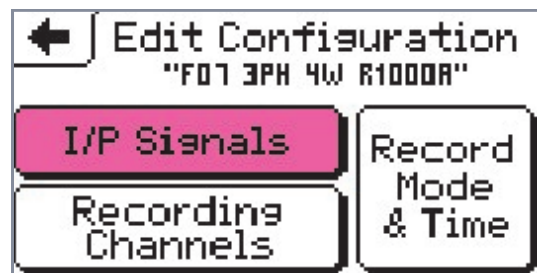 Edit Configuration
"F07 3PH 4W R1000A"
I/P Signals
Recording
Channels
Record
Mode
& Time